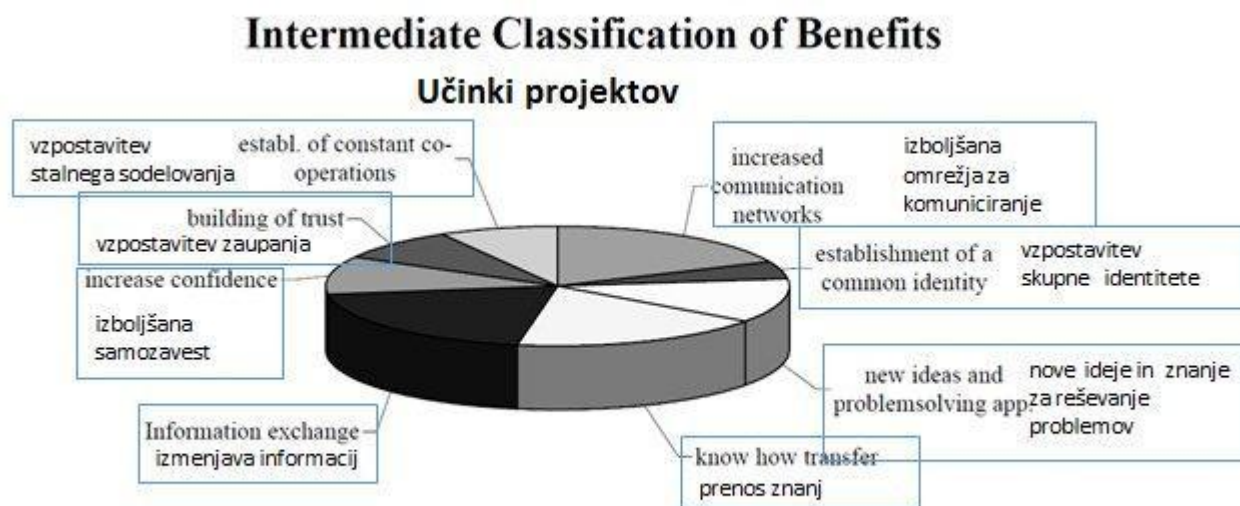 Intermediate Classification of Benefits
Učinki projektov
vzpostavitev
stalnega sodelovanja
establ. of constant co-
operations
building of trust
vzpostavitev zaupanja
increase confidence
izboljšana
samozavest
Information exchange
izmenjava informacij
increased
comunication
networks
izboljšana
omrežja za
komuniciranje
establishment of a
common identity
vzpostavitev
skupne identitete
new ideas and
problemsolving app.
nove ideje in znanje
za reševanje
problemov
know how transfer
prenos znanj